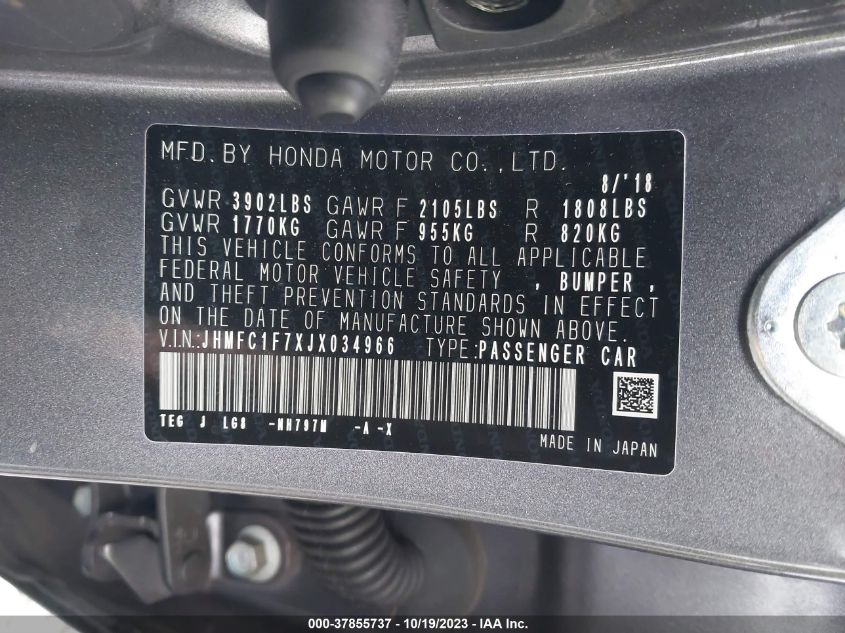 MFD. BY HONDA MOTOR CO., LTD.
8/'18
GVWR 3902LBS GAWR F 2105LBS R 1808LBS
GVWR 1770KG GAWR F 955KG R 820KG
THIS VEHICLE CONFORMS TO ALL APPLICABLE
FEDERAL MOTOR VEHICLE SAFETY , BUMPER ,
AND THEFT PREVENTION STANDARDS IN EFFECT
ON THE DATE OF MANUFACTURE SHOWN ABOVE.
V.I.N.:JHMFC1F7XJX034966 TYPE:PASSENGER CAR
TEG J LG8 -NH797M -A -X
MADE IN JAPAN
000-37855737 - 10/19/2023 - IAA Inc.